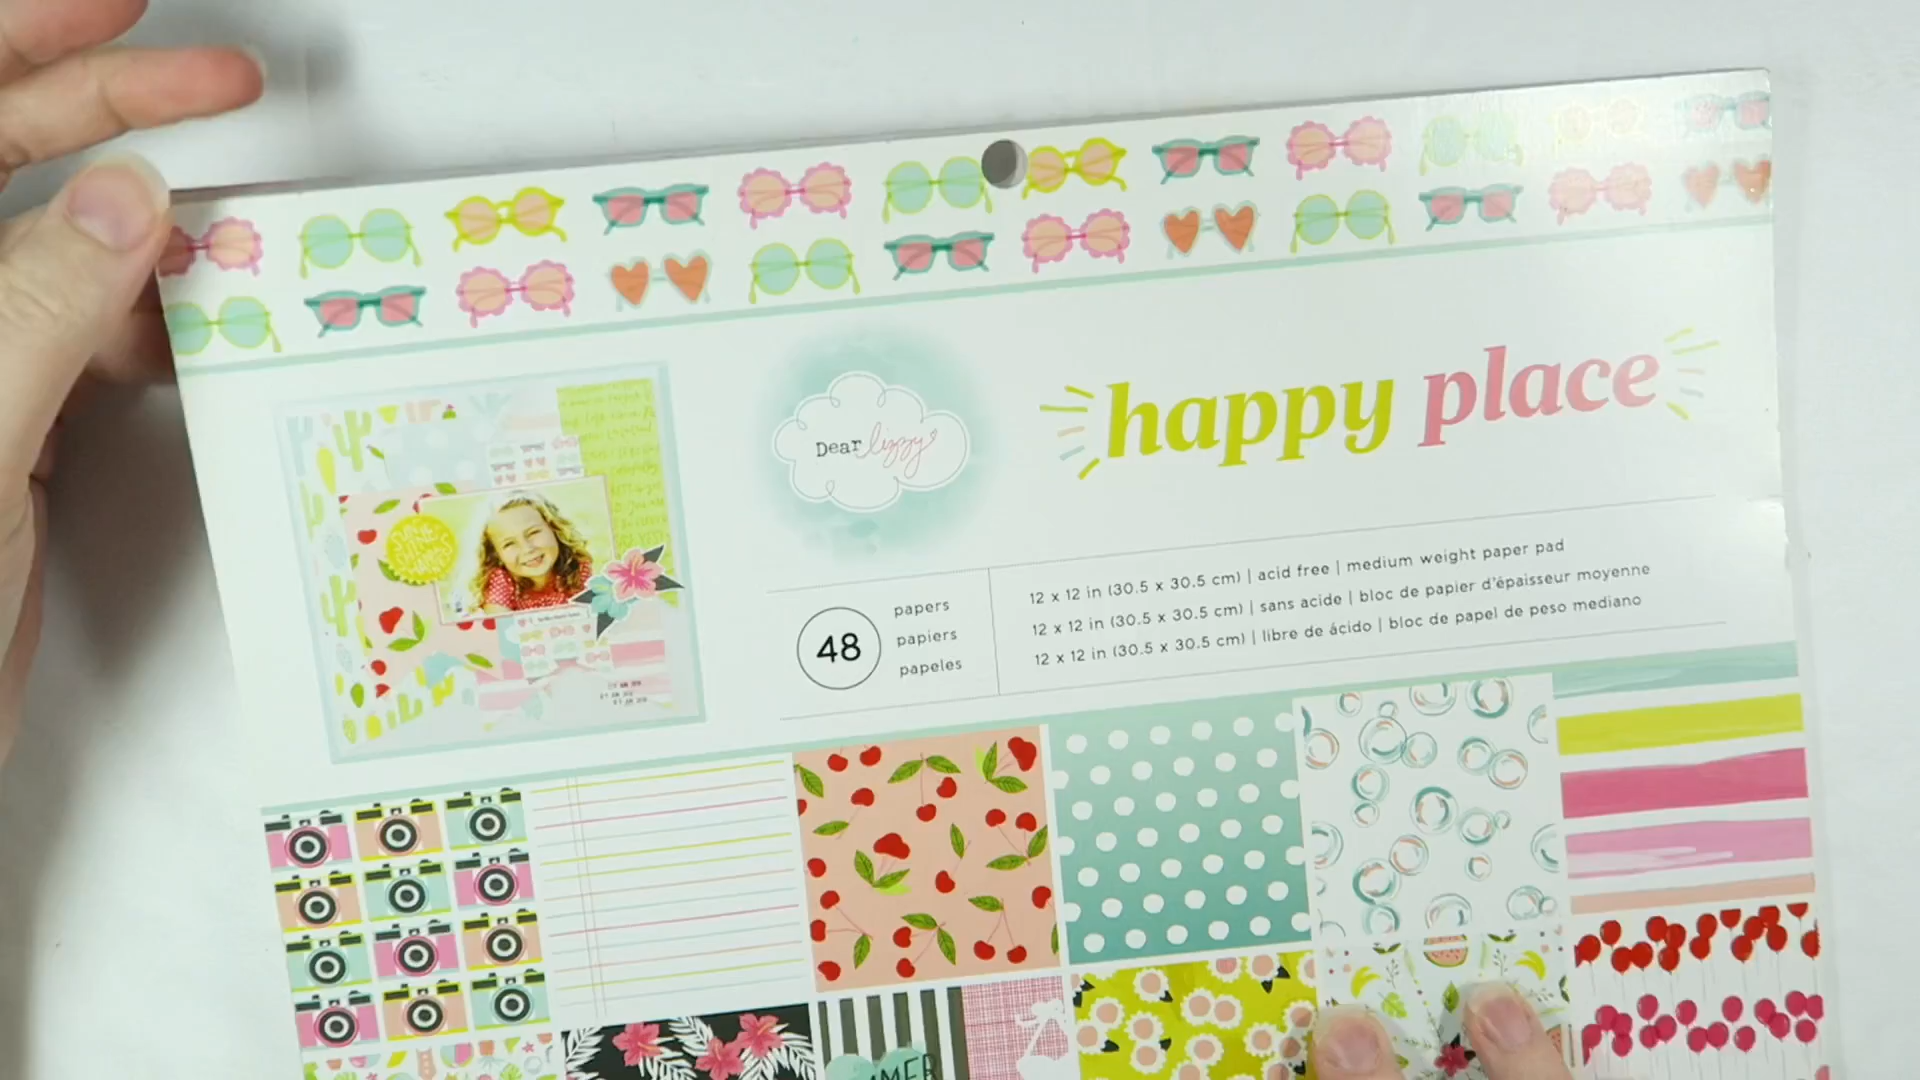 Dear lizzy
happy place
48
papers
papiers
papeles
12 x 12 in (30.5 x 30.5 cm) | acid free | medium weight paper pad
12 x 12 in (30.5 x 30.5 cm) | sans acide | bloc de papier d'épaisseur moyenne
12 x 12 in (30.5 x 30.5 cm) | libre de ácido | bloc de papel de peso mediano